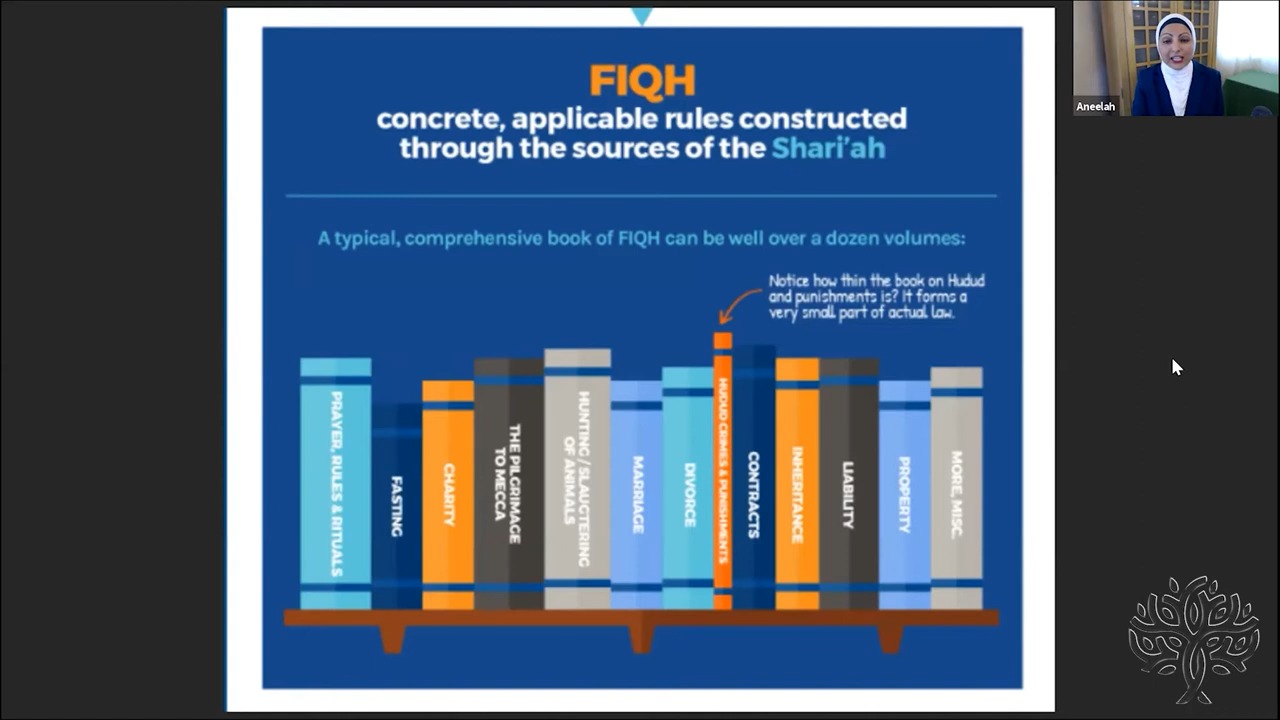 FIQH
concrete, applicable rules constructed
through the sources of the Shari'ah
A typical, comprehensive book of FIQH can be well over a dozen volumes:
Notice how thin the book on Hudud
and punishments is? It forms a
very small part of actual law.
PRAYER, RULES & RITUALS
FASTING
CHARITY
THE PILGRIMAGE
TO MECCA
HUNTING / SLAUGTERING
OF ANIMALS
MARRIAGE
DIVORCE
HUDUD CRIMES & PUNISHMENTS
CONTRACTS
INHERITANCE
LIABILITY
PROPERTY
MORE, MISC.
Aneelah